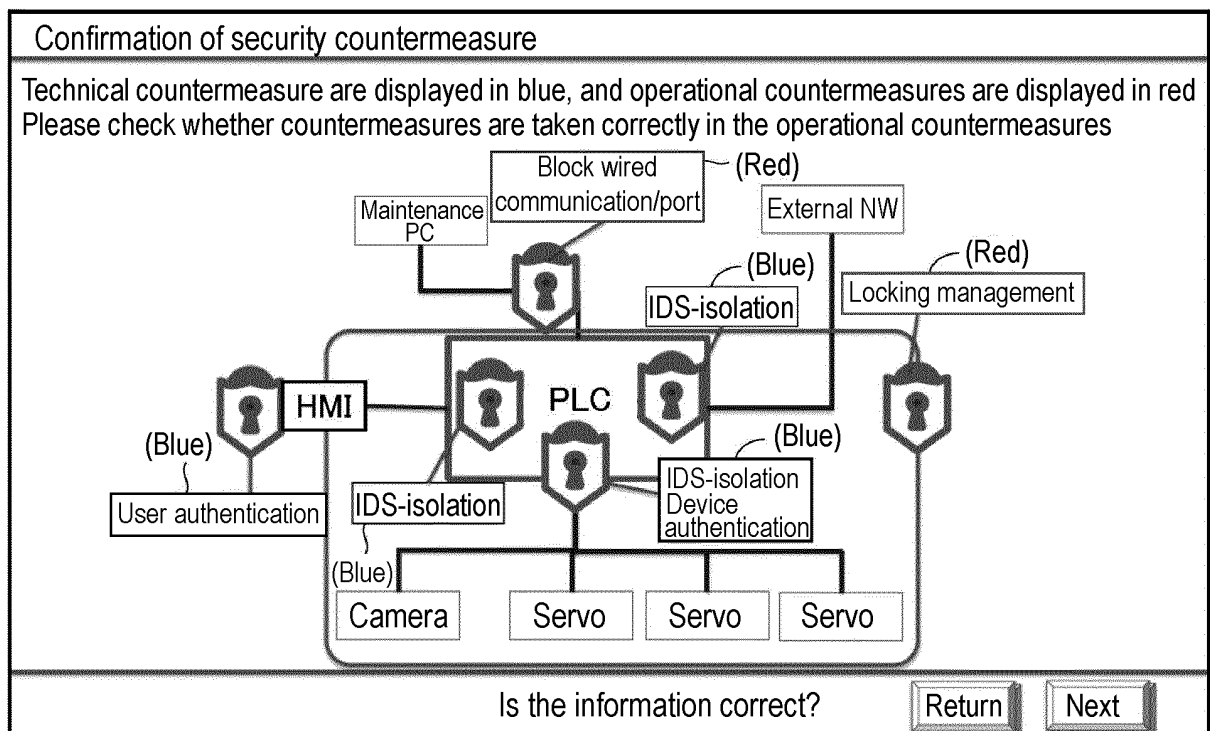 Confirmation of security countermeasure
Technical countermeasure are displayed in blue, and operational countermeasures are displayed in red
Please check whether countermeasures are taken correctly in the operational countermeasures
Block wired
communication/port
(Red)
Maintenance
PC
External NW
(Blue)
IDS-isolation
(Red)
Locking management
HMI
PLC
(Blue)
User authentication
IDS-isolation
(Blue)
(Blue)
IDS-isolation
Device
authentication
Camera
Servo
Servo
Servo
Is the information correct?
Return
Next